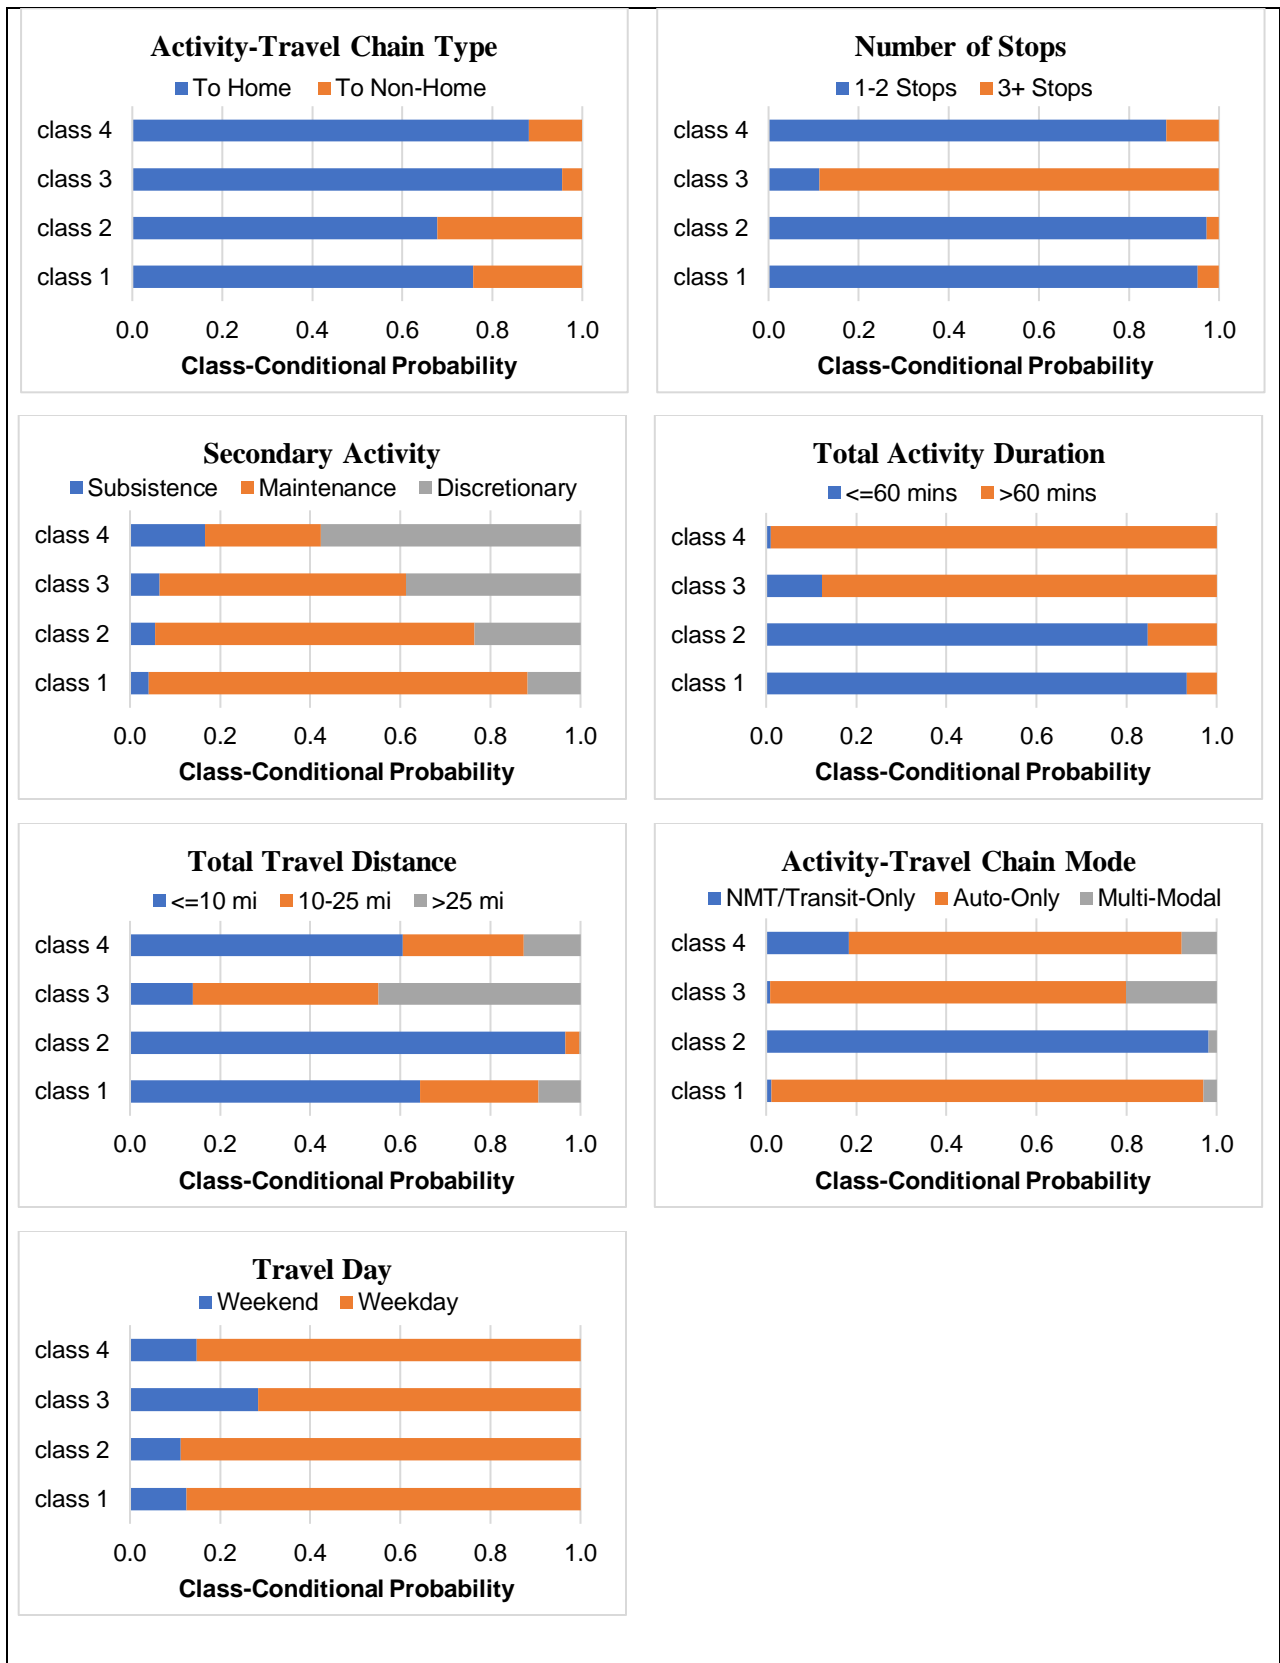 Activity-Travel Chain Type
To Home To Non-Home
class 4
class 3
class 2
class 1
0.0 0.2 0.4 0.6 0.8 1.0
Class-Conditional Probability
Number of Stops
1-2 Stops 3+ Stops
class 4
class 3
class 2
class 1
0.0 0.2 0.4 0.6 0.8 1.0
Class-Conditional Probability
Secondary Activity
Subsistence Maintenance Discretionary
class 4
class 3
class 2
class 1
0.0 0.2 0.4 0.6 0.8 1.0
Class-Conditional Probability
Total Activity Duration
<=60 mins >60 mins
class 4
class 3
class 2
class 1
0.0 0.2 0.4 0.6 0.8 1.0
Class-Conditional Probability
Total Travel Distance
<=10 mi 10-25 mi >25 mi
class 4
class 3
class 2
class 1
0.0 0.2 0.4 0.6 0.8 1.0
Class-Conditional Probability
Activity-Travel Chain Mode
NMT/Transit-Only Auto-Only Multi-Modal
class 4
class 3
class 2
class 1
0.0 0.2 0.4 0.6 0.8 1.0
Class-Conditional Probability
Travel Day
Weekend Weekday
class 4
class 3
class 2
class 1
0.0 0.2 0.4 0.6 0.8 1.0
Class-Conditional Probability